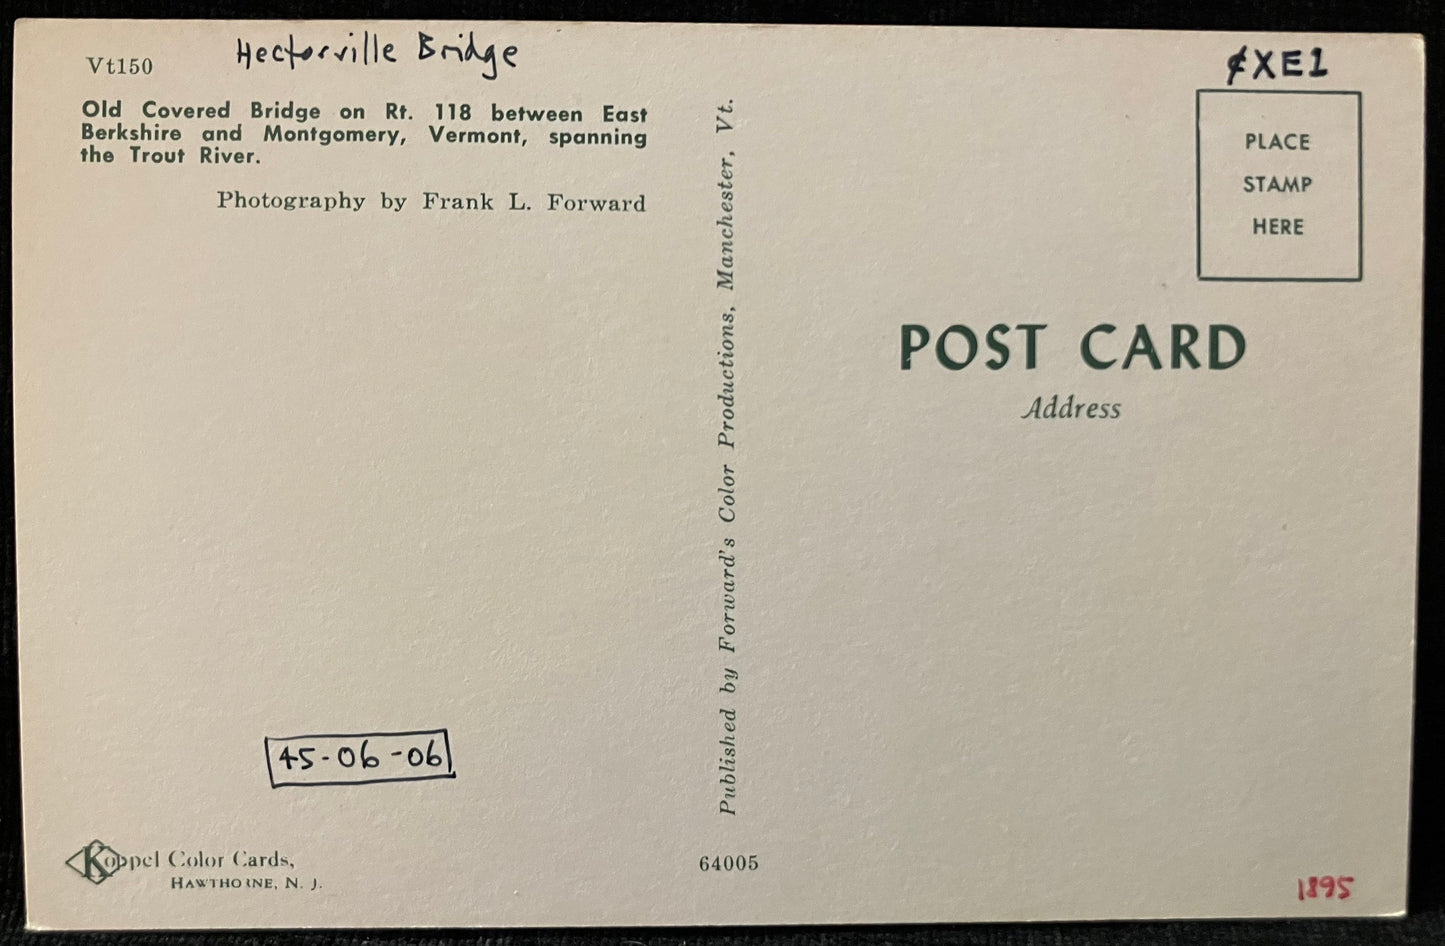 Vt150
Hectorville Bridge
Old Covered Bridge on Rt. 118 between East
Berkshire and Montgomery, Vermont, spanning
the Trout River.
Photography by Frank L. Forward
45-06-06
Koppel Color Cards,
HAWTHORNE, N. J.
Published by Forward's Color Productions, Manchester, Vt.
64005
¢XE1
PLACE
STAMP
HERE
POST CARD
Address
1895